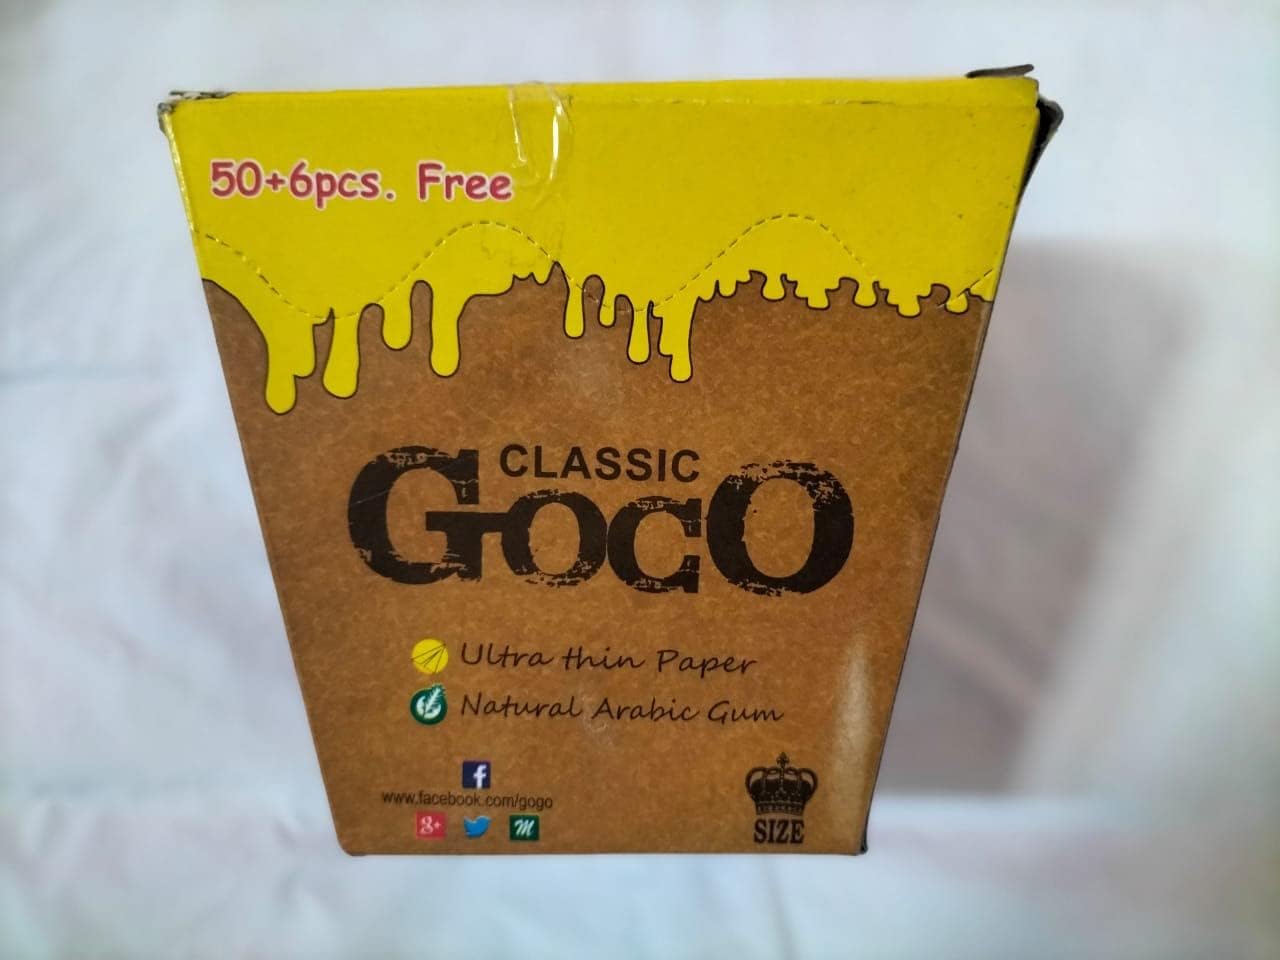 50+6pcs. Free
CLASSIC
GOCO
Ultra thin Paper
Natural Arabic Gum
f
www.facebook.com/gogo
g+
M
SIZE